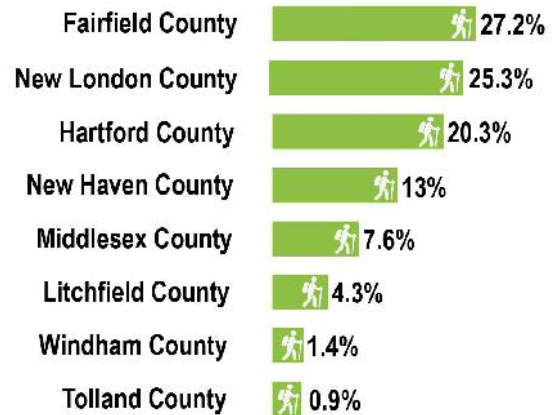 Fairfield County 27.2%
New London County 25.3%
Hartford County 20.3%
New Haven County 13%
Middlesex County 7.6%
Litchfield County 4.3%
Windham County 1.4%
Tolland County 0.9%